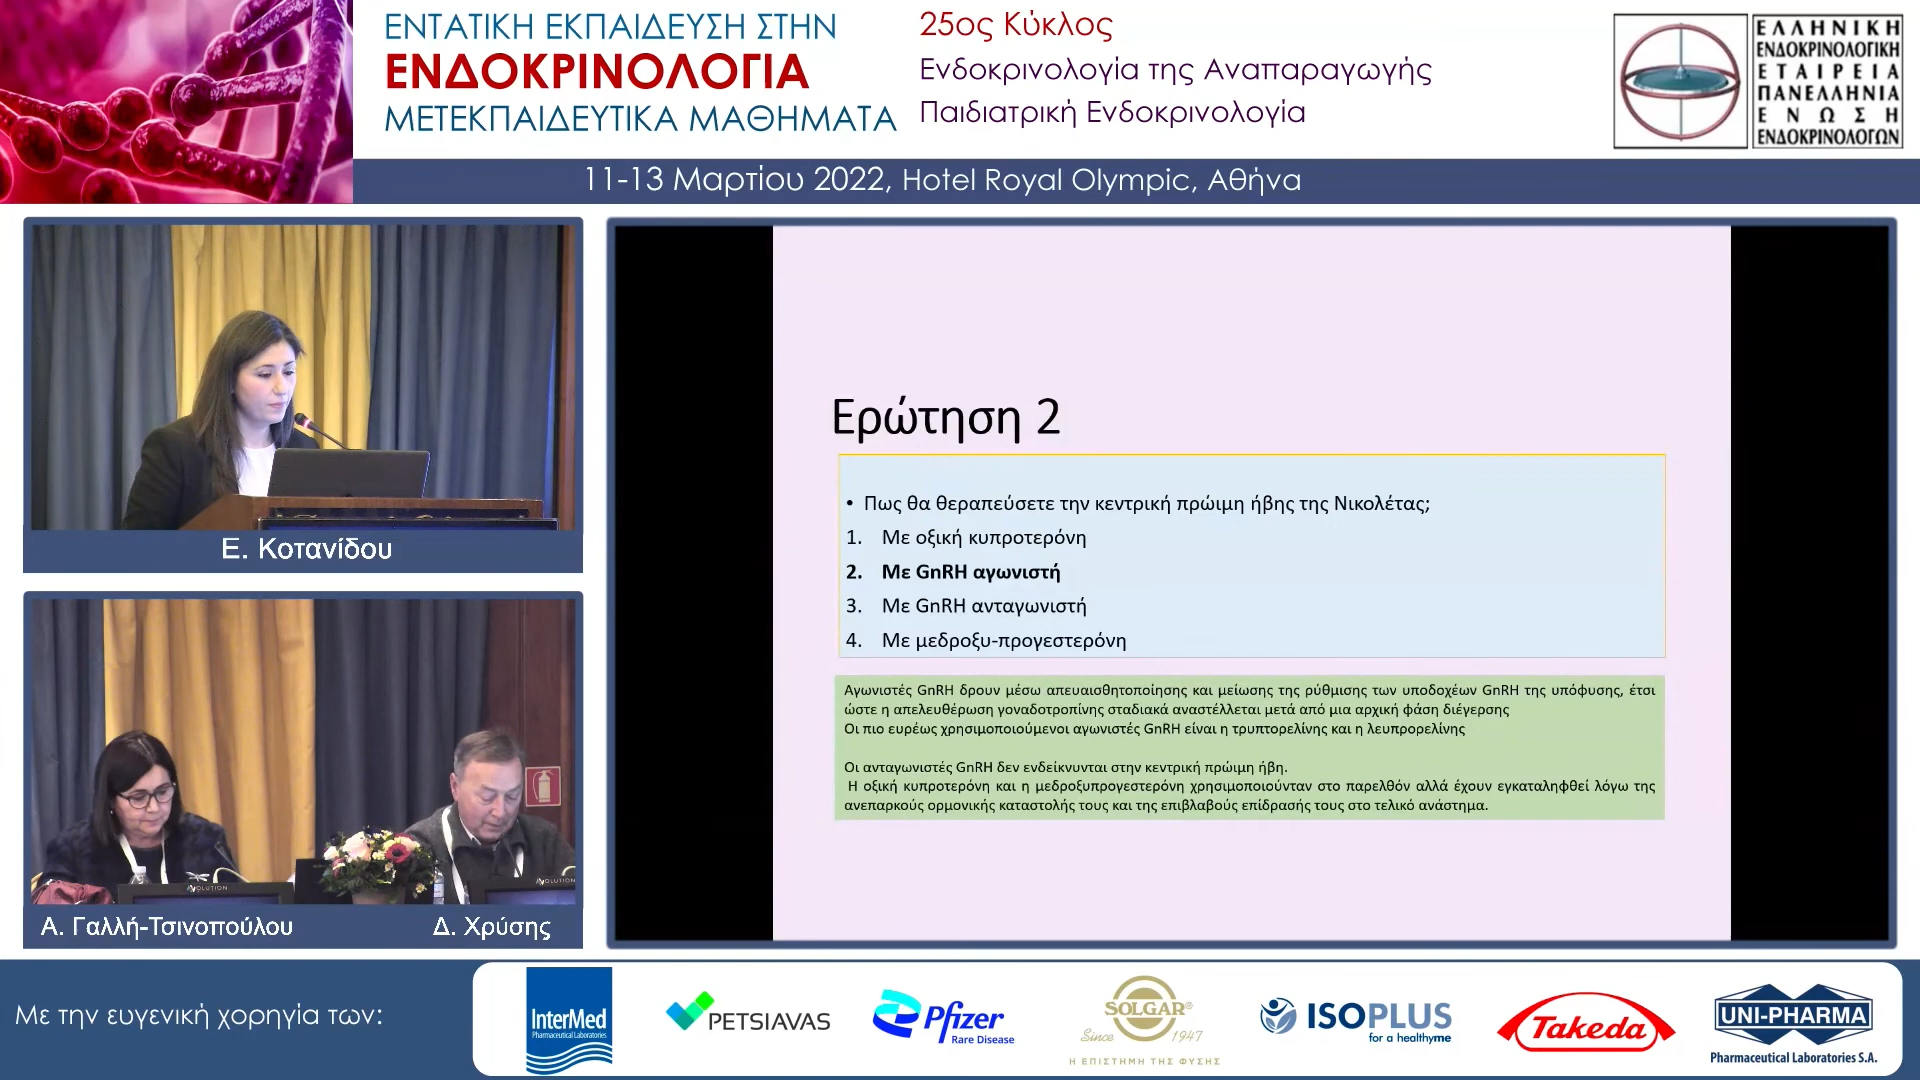 ΕΝΤΑΤΙΚΗ ΕΚΠΑΙΔΕΥΣΗ ΣΤΗΝ
ΕΝΔΟΚΡΙΝΟΛΟΓΙΑ
ΜΕΤΕΚΠΑΙΔΕΥΤΙΚΑ ΜΑΘΗΜΑΤΑ
25ος Κύκλος
Ενδοκρινολογία της Αναπαραγωγής
Παιδιατρική Ενδοκρινολογία
ΕΛΛΗΝΙΚΗ
ΕΝΔΟΚΡΙΝΟΛΟΓΙΚΗ
ΕΤΑΙΡΕΙΑ
ΠΑΝΕΛΛΗΝΙΑ
ΕΝΩΣΗ
ΕΝΔΟΚΡΙΝΟΛΟΓΩΝ
11-13 Μαρτίου 2022, Hotel Royal Olympic, Αθήνα
Ε. Κοτανίδου
Α. Γαλλή-Τσινοπούλου
Δ. Χρύσης
Ερώτηση 2
• Πως θα θεραπεύσετε την κεντρική πρώιμη ήβης της Νικολέτας;
1. Με οξική κυπροτερόνη
2. Με GnRH αγωνιστή
3. Με GnRH ανταγωνιστή
4. Με μεδροξυ-προγεστερόνη
Αγωνιστές GnRH δρουν μέσω απευαισθητοποίησης και μείωσης της ρύθμισης των υποδοχέων GnRH της υπόφυσης, έτσι
ώστε η απελευθέρωση γοναδοτροπίνης σταδιακά αναστέλλεται μετά από μια αρχική φάση διέγερσης
Οι πιο ευρέως χρησιμοποιούμενοι αγωνιστές GnRH είναι η τρυπτορελίνης και η λευπρορελίνης
Οι ανταγωνιστές GnRH δεν ενδείκνυνται στην κεντρική πρώιμη ήβη.
Η οξική κυπροτερόνη και η μεδροξυπρογεστερόνη χρησιμοποιούνταν στο παρελθόν αλλά έχουν εγκαταληφθεί λόγω της
ανεπαρκούς ορμονικής καταστολής τους και της επιβλαβούς επίδρασής τους στο τελικό ανάστημα.
Με την ευγενική χορηγία των:
InterMed
Pharmaceutical Laboratories
PETSIAVAS
Pfizer
Rare Disease
SOLGAR®
Since 1947
Η ΕΠΙΣΤΗΜΗ ΤΗΣ ΦΥΣΗΣ
ISOPLUS
for a healthyme
Takeda
UNI-PHARMA
Pharmaceutical Laboratories S.A.